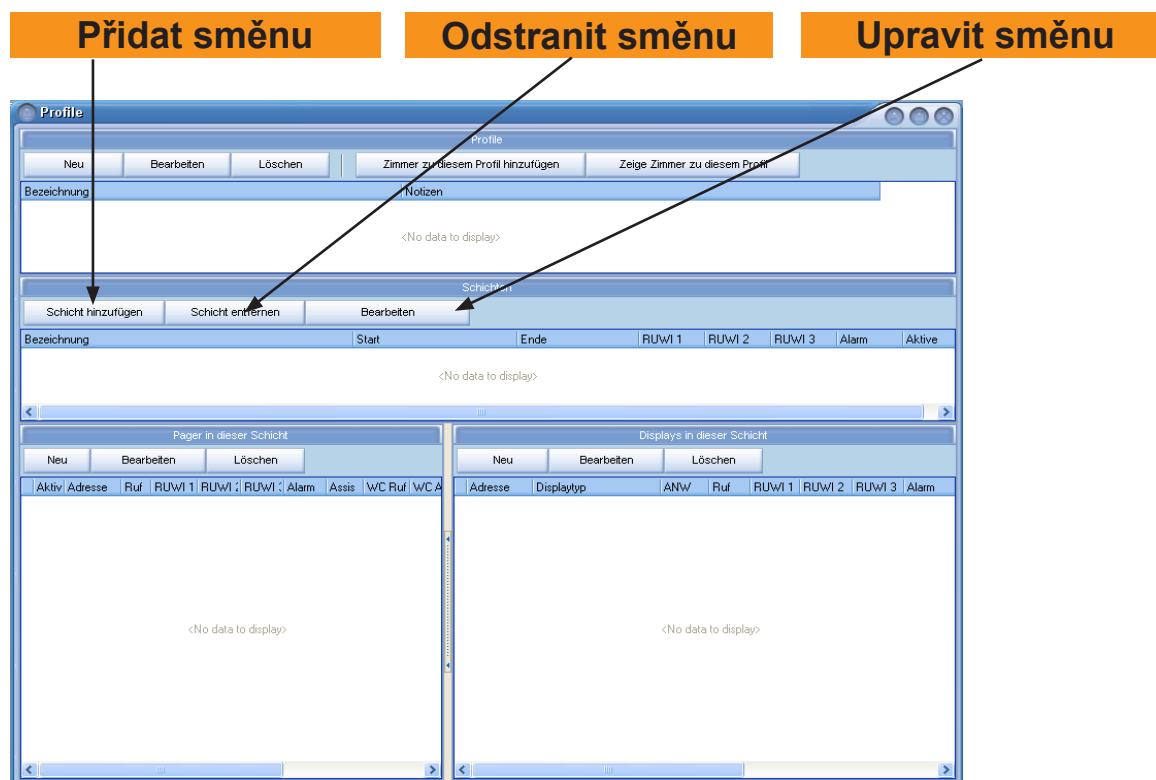 Přidat směnu Odstranit směnu Upravit směnu
Profile
Profile
Neu Bearbeiten Löschen Zimmer zu diesem Profil hinzufügen Zeige Zimmer zu diesem Profil
Bezeichnung Notizen
<No data to display>
Schichten
Schicht hinzufügen Schicht entfernen Bearbeiten
Bezeichnung Start Ende RUWI 1 RUWI 2 RUWI 3 Alarm Aktive
<No data to display>
Pager in dieser Schicht
Neu Bearbeiten Löschen
Aktiv Adresse Ruf RUWI 1 RUWI RUWI Alarm Assis WC Ruf WC A
<No data to display>
Displays in dieser Schicht
Neu Bearbeiten Löschen
Adresse Displaytyp ANW Ruf RUWI 1 RUWI 2 RUWI 3 Alarm
<No data to display>